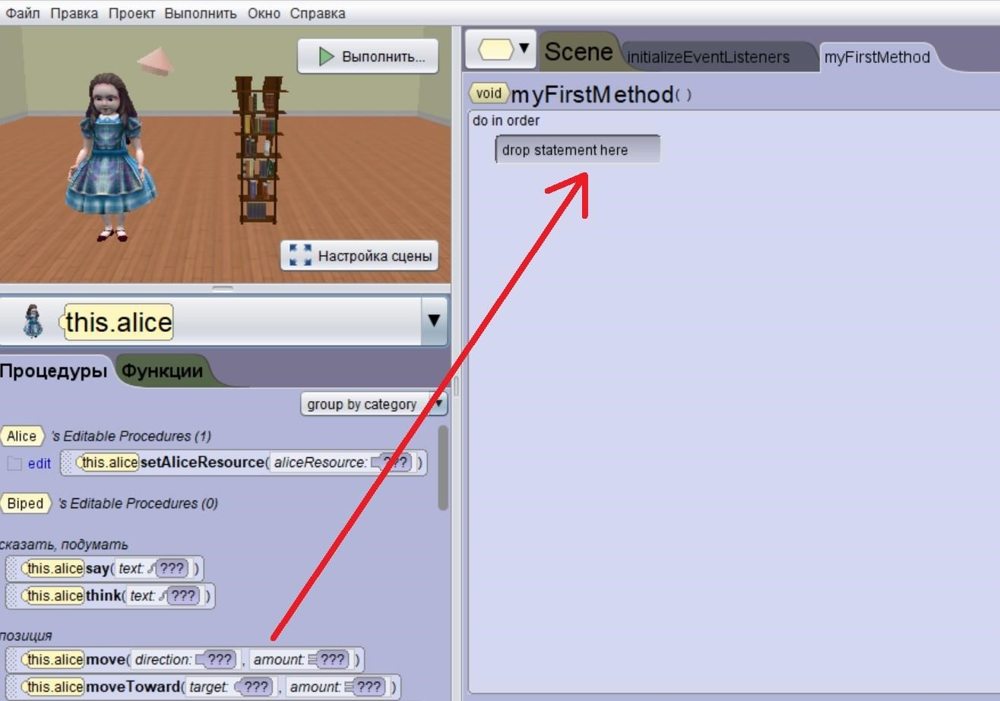 Файл Правка Проект Выполнить Окно Справка
Выполнить...
Настройка сцены
this.alice
Процедуры Функции
group by category
Alice 's Editable Procedures (1)
edit this.alice setAliceResource( aliceResource: ??? )
Biped 's Editable Procedures (0)
сказать, подумать
this.alice say( text: ??? )
this.alice think( text: ??? )
позиция
this.alice move( direction: ??? , amount: ??? )
this.alice moveToward( target: ??? , amount: ??? )
Scene initializeEventListeners myFirstMethod
void myFirstMethod ( )
do in order
drop statement here